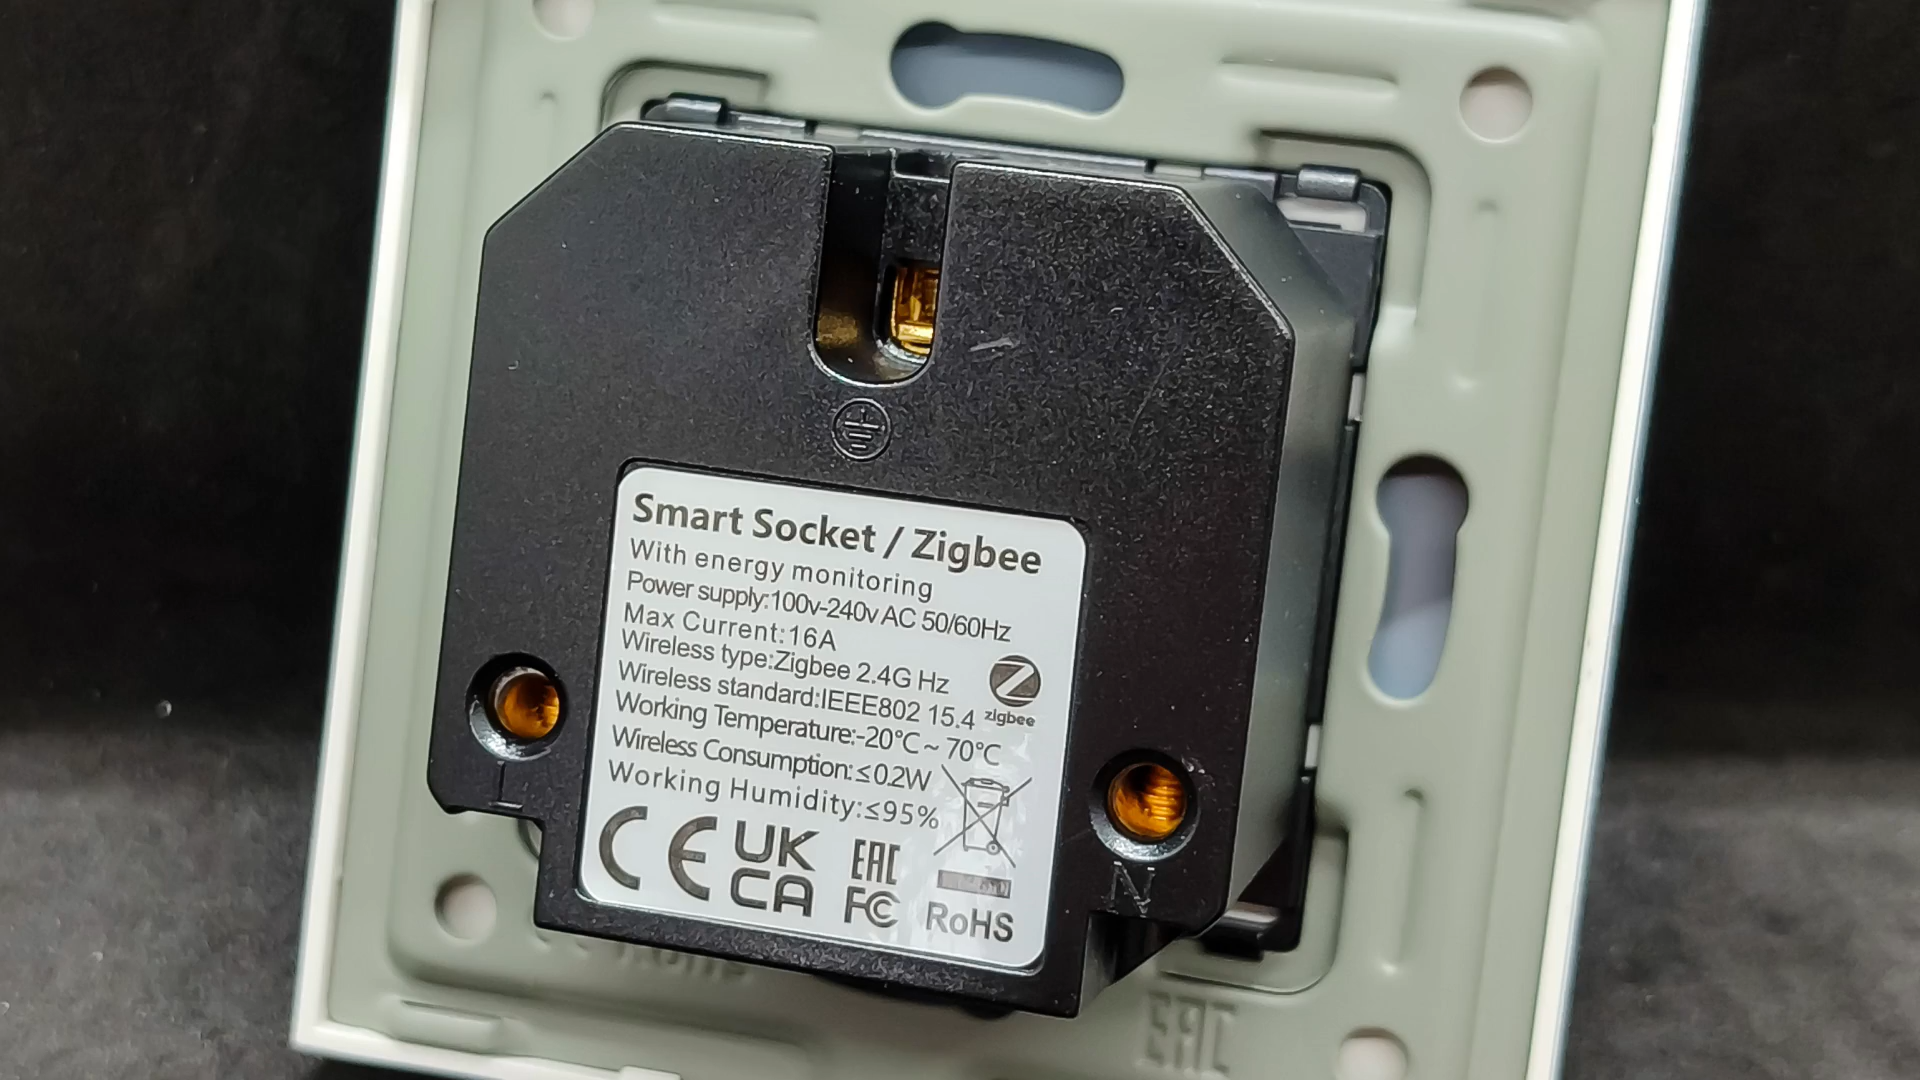 Smart Socket / Zigbee
With energy monitoring
Power supply:100v-240v AC 50/60Hz
Max Current:16A
Wireless type:Zigbee 2.4G Hz
Wireless standard:IEEE802 15.4
zigbee
Working Temperature:-20°C ~ 70°C
Wireless Consumption:≤0.2W
Working Humidity:≤95%
CE UK CA EAC FC RoHS
L
N
EAC